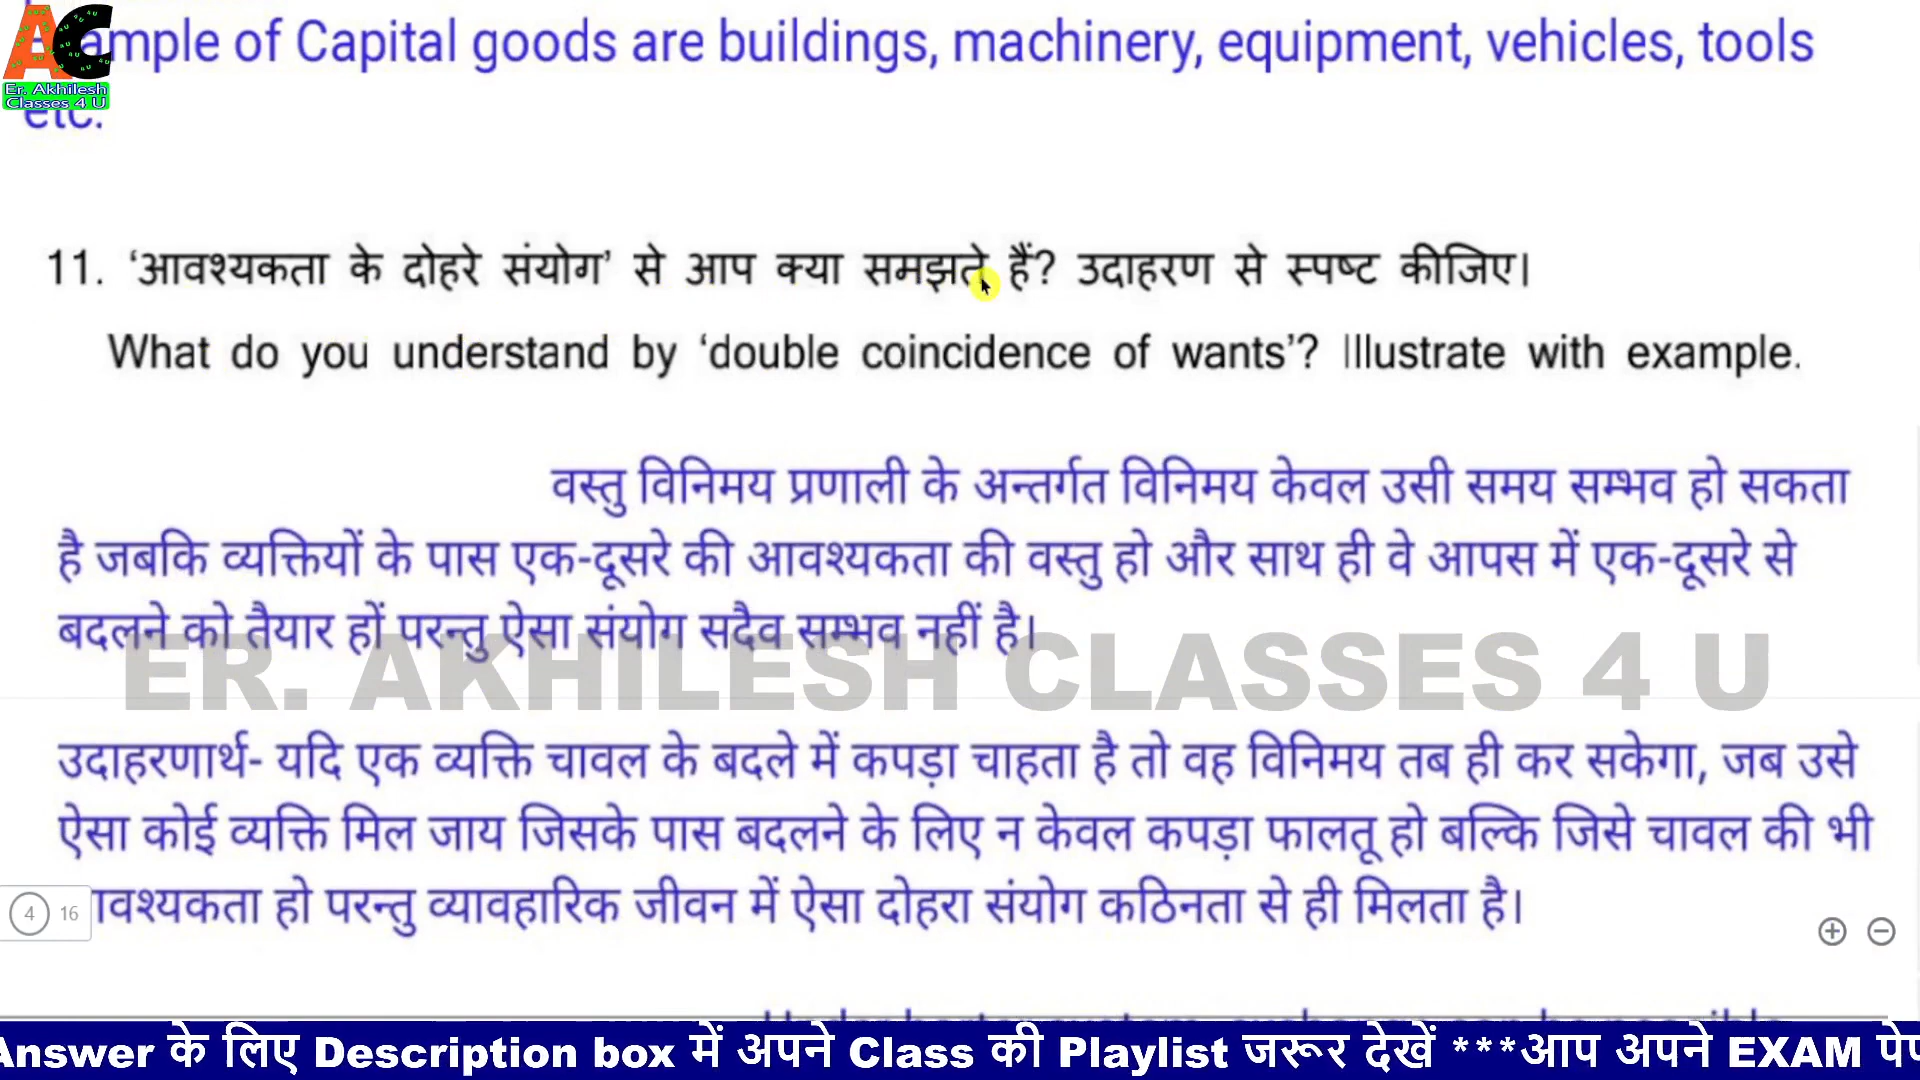 ample of Capital goods are buildings, machinery, equipment, vehicles, tools
AC
Er. Akhilesh
Classes 4 U
etc.
11. ‘आवश्यकता के दोहरे संयोग’ से आप क्या समझते हैं? उदाहरण से स्पष्ट कीजिए।
What do you understand by ‘double coincidence of wants’? Illustrate with example.
वस्तु विनिमय प्रणाली के अन्तर्गत विनिमय केवल उसी समय सम्भव हो सकता
है जबकि व्यक्तियों के पास एक-दूसरे की आवश्यकता की वस्तु हो और साथ ही वे आपस में एक-दूसरे से
बदलने को तैयार हों परन्तु ऐसा संयोग सदैव सम्भव नहीं है।
ER. AKHILESH CLASSES 4 U
उदाहरणार्थ- यदि एक व्यक्ति चावल के बदले में कपड़ा चाहता है तो वह विनिमय तब ही कर सकेगा, जब उसे
ऐसा कोई व्यक्ति मिल जाय जिसके पास बदलने के लिए न केवल कपड़ा फालतू हो बल्कि जिसे चावल की भी
ावश्यकता हो परन्तु व्यावहारिक जीवन में ऐसा दोहरा संयोग कठिनता से ही मिलता है।
4 16
Answer के लिए Description box में अपने Class की Playlist जरूर देखें ***आप अपने EXAM पेप